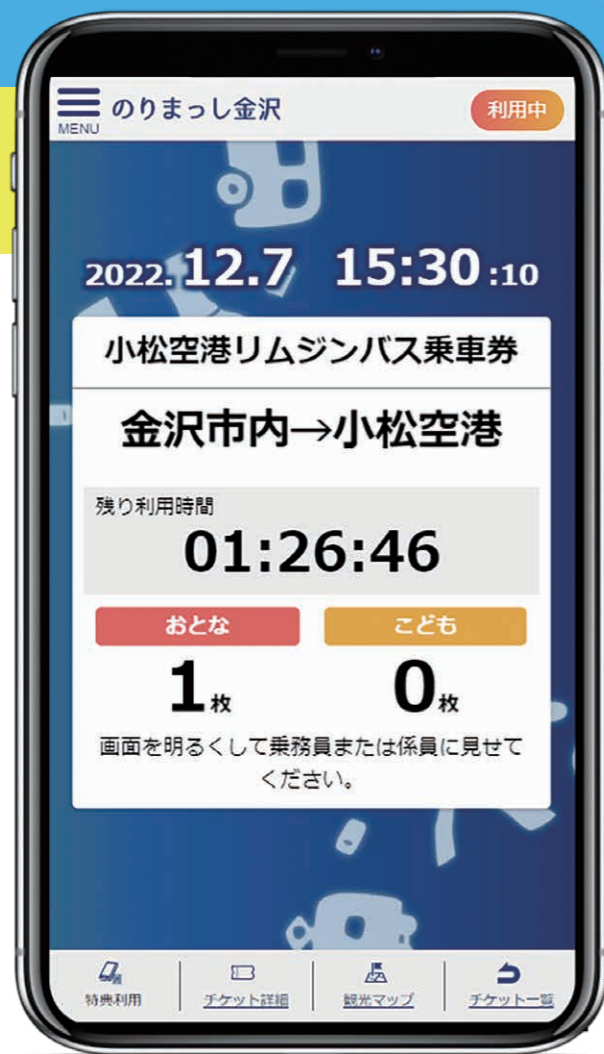 MENU
のりまっし金沢
利用中
2022.12.7 15:30:10
小松空港リムジンバス乗車券
金沢市内→小松空港
残り利用時間
01:26:46
おとな こども
1枚 0枚
画面を明るくして乗務員または係員に見せて
ください。
特典利用 チケット詳細 観光マップ チケット一覧